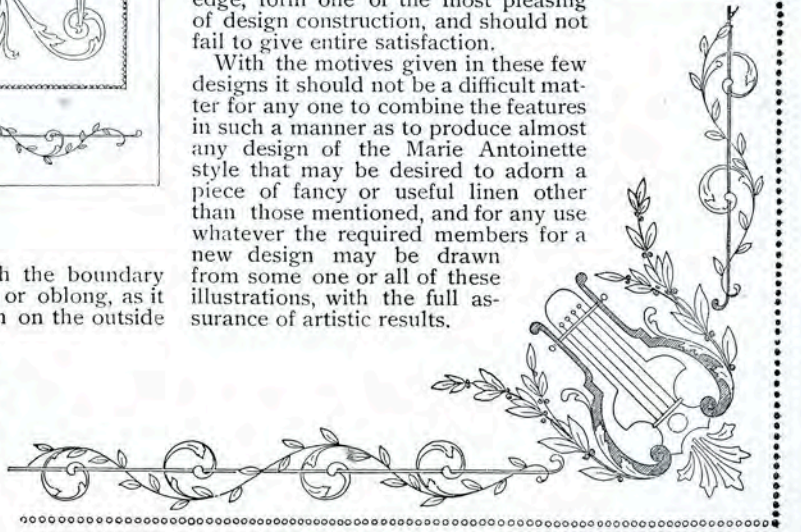 edge, form one of the most pleasing
of design construction, and should not
fail to give entire satisfaction.
With the motives given in these few
designs it should not be a difficult mat-
ter for any one to combine the features
in such a manner as to produce almost
any design of the Marie Antoinette
style that may be desired to adorn a
piece of fancy or useful linen other
than those mentioned, and for any use
whatever the required members for a
new design may be drawn
from some one or all of these
illustrations, with the full as-
surance of artistic results.
the boundary
or oblong, as it
on the outside